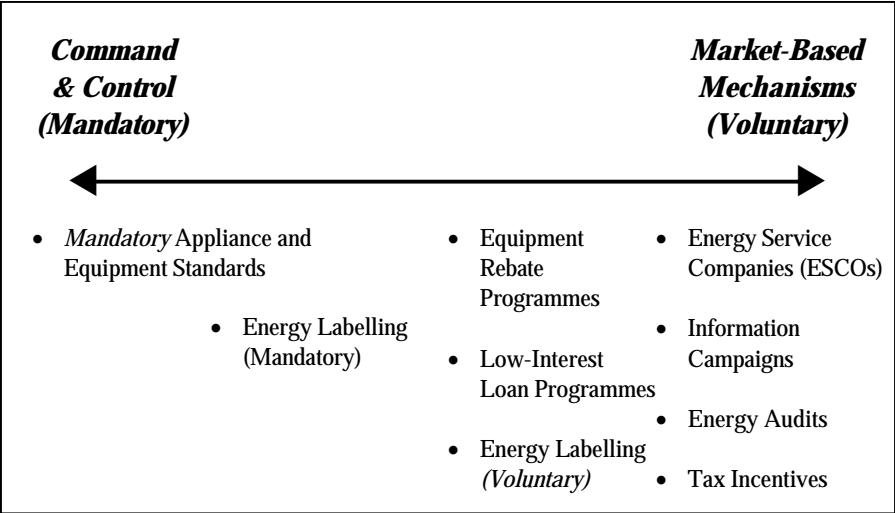 Command
& Control
(Mandatory)
Market-Based
Mechanisms
(Voluntary)
• Mandatory Appliance and
Equipment Standards
• Energy Labelling
(Mandatory)
• Equipment
Rebate
Programmes
• Low-Interest
Loan Programmes
• Energy Labelling
(Voluntary)
• Energy Service
Companies (ESCOs)
• Information
Campaigns
• Energy Audits
• Tax Incentives